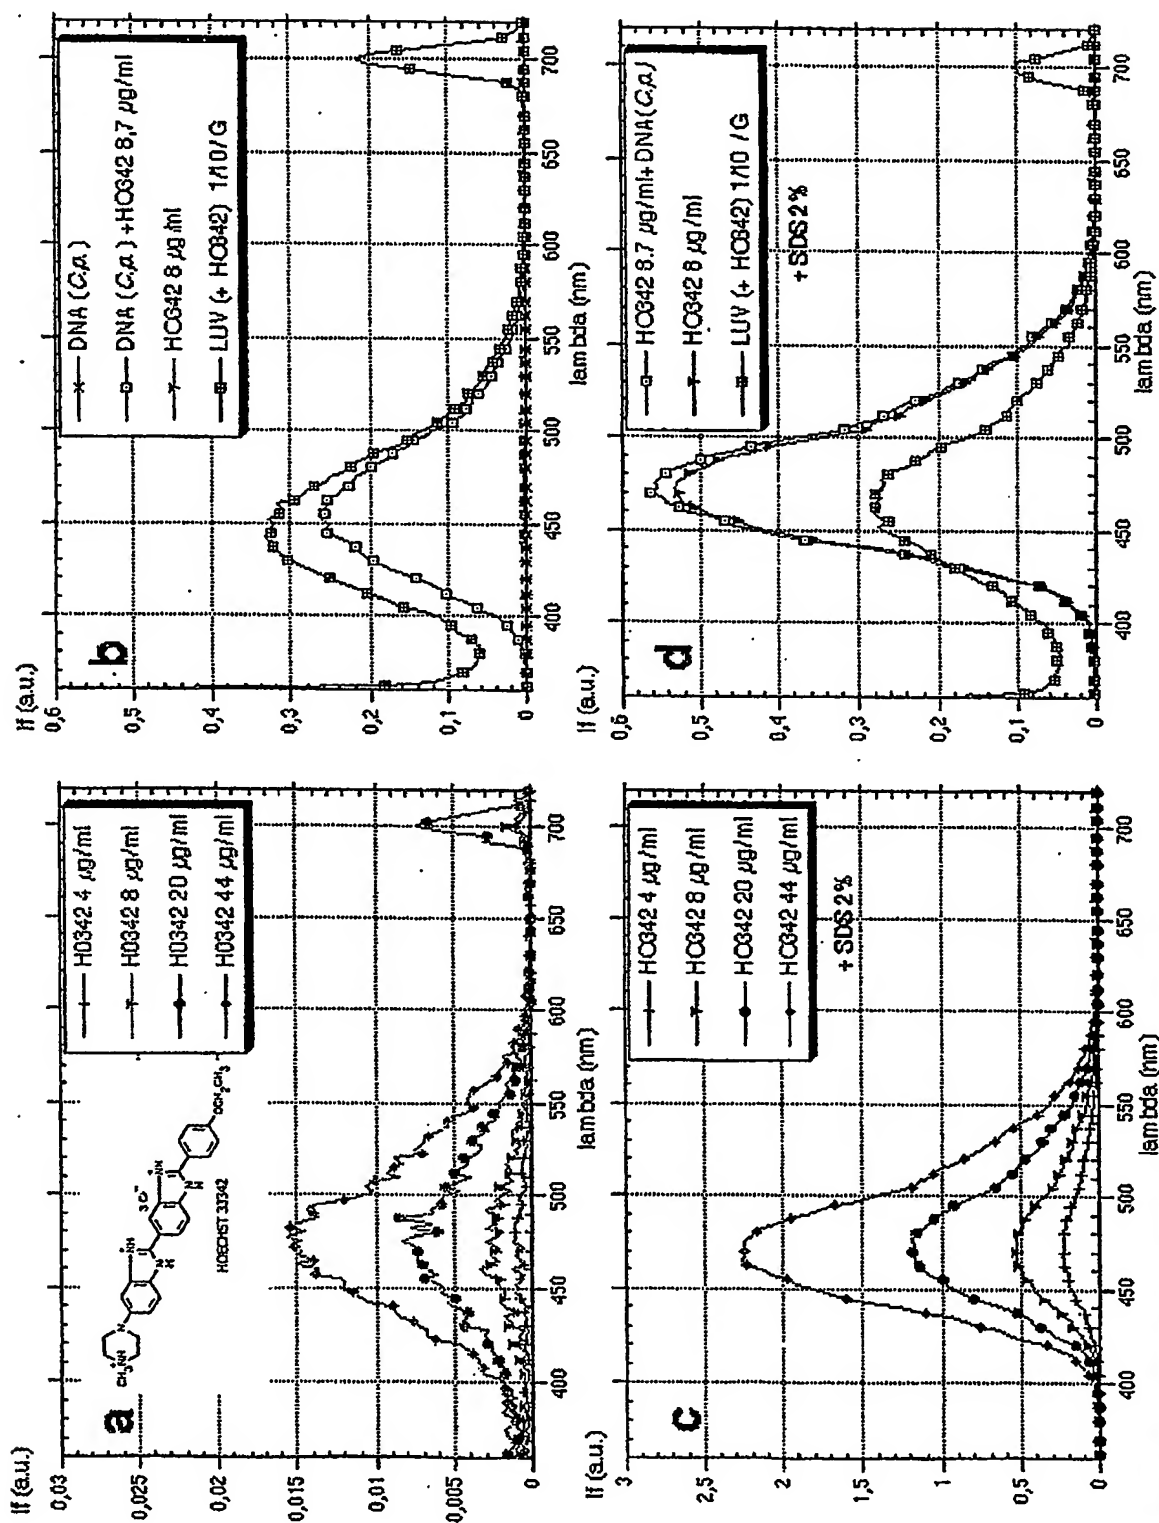 a
If (a.u.)
0,03
0,025
0,02
0,015
0,01
0,005
0
400
450
500
550
600
650
700
lambda (nm)
HOECHST 33342
3 Cl⁻
OCH₂CH₃
H0342 4 µg/ml
H0342 8 µg/ml
H0342 20 µg/ml
H0342 44 µg/ml
b
If (a.u.)
0,6
0,5
0,4
0,3
0,2
0,1
0
400
450
500
550
600
650
700
lambda (nm)
DNA (C,a,)
DNA (C,a,) +HO342 8,7 µg/ml
HO342 8 µg/ml
LUV (+ HO342) 1/10 /G
c
If (a.u.)
3
2,5
2
1,5
1
0,5
0
400
450
500
550
600
650
700
lambda (nm)
HO342 4 µg/ml
HO342 8 µg/ml
HO342 20 µg/ml
HO342 44 µg/ml
+ SDS 2%
d
If (a.u.)
0,6
0,5
0,4
0,3
0,2
0,1
0
400
450
500
550
600
650
700
lambda (nm)
HO342 8.7 µg/ml+ DNA (C,a,)
HO342 8 µg/ml
LUV (+ HO342) 1/10 /G
+ SDS 2%